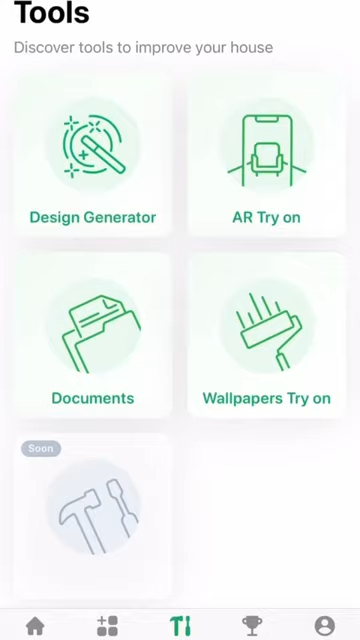 Tools
Discover tools to improve your house
Design Generator
AR Try on
Documents
Wallpapers Try on
Soon